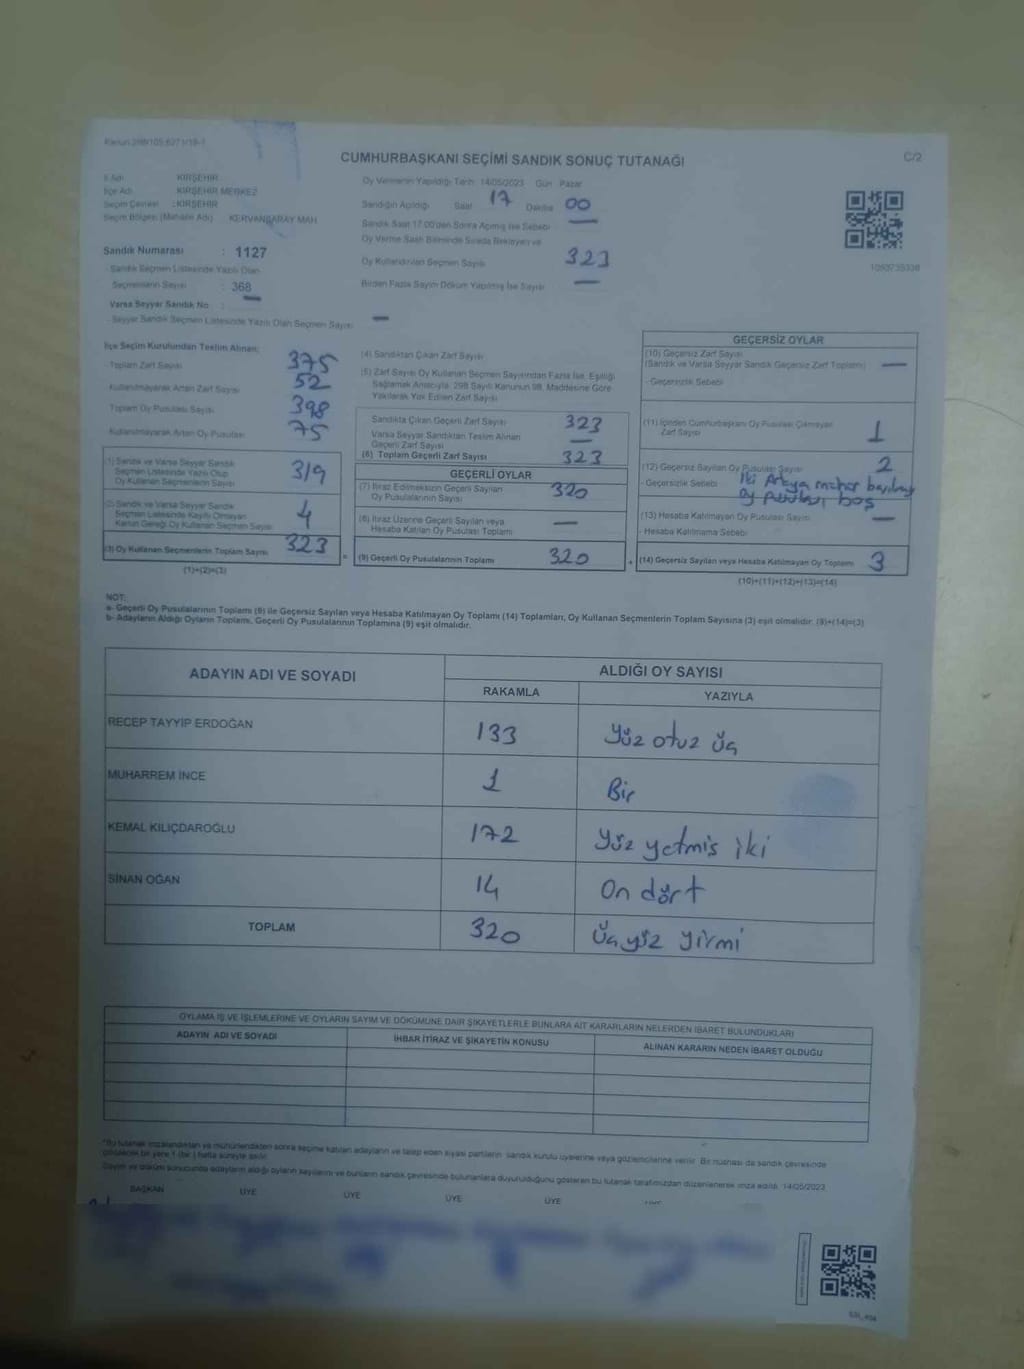 Kanun:298/105,6271/19-1
CUMHURBAŞKANI SEÇİMİ SANDIK SONUÇ TUTANAĞI
C/2
İl Adı KIRŞEHİR
İlçe Adı KIRŞEHİR MERKEZ
Seçim Çevresi :KIRŞEHİR
Seçim Bölgesi (Mahalle Adı) KERVANSARAY MAH.
Sandık Numarası : 1127
- Sandık Seçmen Listesinde Yazılı Olan
Seçmenlerin Sayısı : 368
Varsa Seyyar Sandık No : —
- Seyyar Sandık Seçmen Listesinde Yazılı Olan Seçmen Sayısı —
Oy Vermenin Yapıldığı Tarih: 14/05/2023 Gün: Pazar
Sandığın Açıldığı Saat 17 Dakika 00
Sandık Saat 17:00'den Sonra Açılmış İse Sebebi —
Oy Verme Saati Bitiminde Sırada Bekleyen ve
Oy Kullandırılan Seçmen Sayısı 323
Birden Fazla Sayım Döküm Yapılmış İse Sayısı —
İlçe Seçim Kurulundan Teslim Alınan:
- Toplam Zarf Sayısı 375
- Kullanılmayarak Artan Zarf Sayısı 52
Toplam Oy Pusulası Sayısı 398
- Kullanılmayarak Artan Oy Pusulası 75
(1) Sandık ve Varsa Seyyar Sandık
Seçmen Listesinde Yazılı Olup
Oy Kullanan Seçmenlerin Sayısı 319
(2) Sandık ve Varsa Seyyar Sandık
Seçmen Listesinde Kayıtlı Olmayan
Kanun Gereği Oy Kullanan Seçmen Sayısı 4
(3) Oy Kullanan Seçmenlerin Toplam Sayısı 323
(1)+(2)=(3)
(4) Sandıktan Çıkan Zarf Sayısı
(5) Zarf Sayısı Oy Kullanan Seçmen Sayısından Fazla İse, Eşitliği
Sağlamak Amacıyla, 298 Sayılı Kanunun 98. Maddesine Göre
Yakılarak Yok Edilen Zarf Sayısı
Sandıkta Çıkan Geçerli Zarf Sayısı 323
Varsa Seyyar Sandıktan Teslim Alınan
Geçerli Zarf Sayısı —
(6) Toplam Geçerli Zarf Sayısı 323
GEÇERLİ OYLAR
(7) İtiraz Edilmeksizin Geçerli Sayılan
Oy Pusulalarının Sayısı 320
(8) İtiraz Üzerine Geçerli Sayılan veya
Hesaba Katılan Oy Pusulası Toplamı —
= (9) Geçerli Oy Pusulalarının Toplamı 320
GEÇERSİZ OYLAR
(10) Geçersiz Zarf Sayısı
(Sandık ve Varsa Seyyar Sandık Geçersiz Zarf Toplamı) —
- Geçersizlik Sebebi
(11) İçinden Cumhurbaşkanı Oy Pusulası Çıkmayan
Zarf Sayısı 1
(12) Geçersiz Sayılan Oy Pusulası Sayısı 2
- Geçersizlik Sebebi: İki Arkaya mühür basılmış
oy pusulası boş
(13) Hesaba Katılmayan Oy Pusulası Sayısı —
- Hesaba Katılmama Sebebi
+ (14) Geçersiz Sayılan veya Hesaba Katılmayan Oy Toplamı 3
(10)+(11)+(12)+(13)=(14)
NOT:
a- Geçerli Oy Pusulalarının Toplamı (9) ile Geçersiz Sayılan veya Hesaba Katılmayan Oy Toplamı (14) Toplamları, Oy Kullanan Seçmenlerin Toplam Sayısına (3) eşit olmalıdır. (9)+(14)=(3)
b- Adayların Aldığı Oyların Toplamı, Geçerli Oy Pusulalarının Toplamına (9) eşit olmalıdır.
ADAYIN ADI VE SOYADI
ALDIĞI OY SAYISI
RAKAMLA YAZIYLA
RECEP TAYYİP ERDOĞAN 133 Yüz otuz üç
MUHARREM İNCE 1 Bir
KEMAL KILIÇDAROĞLU 172 Yüz yetmiş iki
SİNAN OĞAN 14 On dört
TOPLAM 320 Üçyüz yirmi
OYLAMA İŞ VE İŞLEMLERİNE VE OYLARIN SAYIM VE DÖKÜMÜNE DAİR ŞİKAYETLERLE BUNLARA AİT KARARLARIN NELERDEN İBARET BULUNDUKLARI
ADAYIN ADI VE SOYADI İHBAR İTİRAZ VE ŞİKAYETİN KONUSU ALINAN KARARIN NEDEN İBARET OLDUĞU
*Bu tutanak imzalandıktan ve mühürlendikten sonra seçime katılan adayların ve talep eden siyasi partilerin sandık kurulu üyelerine veya gözlemcilerine verilir. Bir nüshası da sandık çevresinde
görülecek bir yere 1 (bir) hafta süreyle asılır.
Sayım ve döküm sonucunda adayların aldığı oyların sayılarını ve bunların sandık çevresinde bulunanlara duyurulduğunu gösteren bu tutanak tarafımızdan düzenlenerek imza edildi. 14/05/2023
BAŞKAN ÜYE ÜYE ÜYE ÜYE